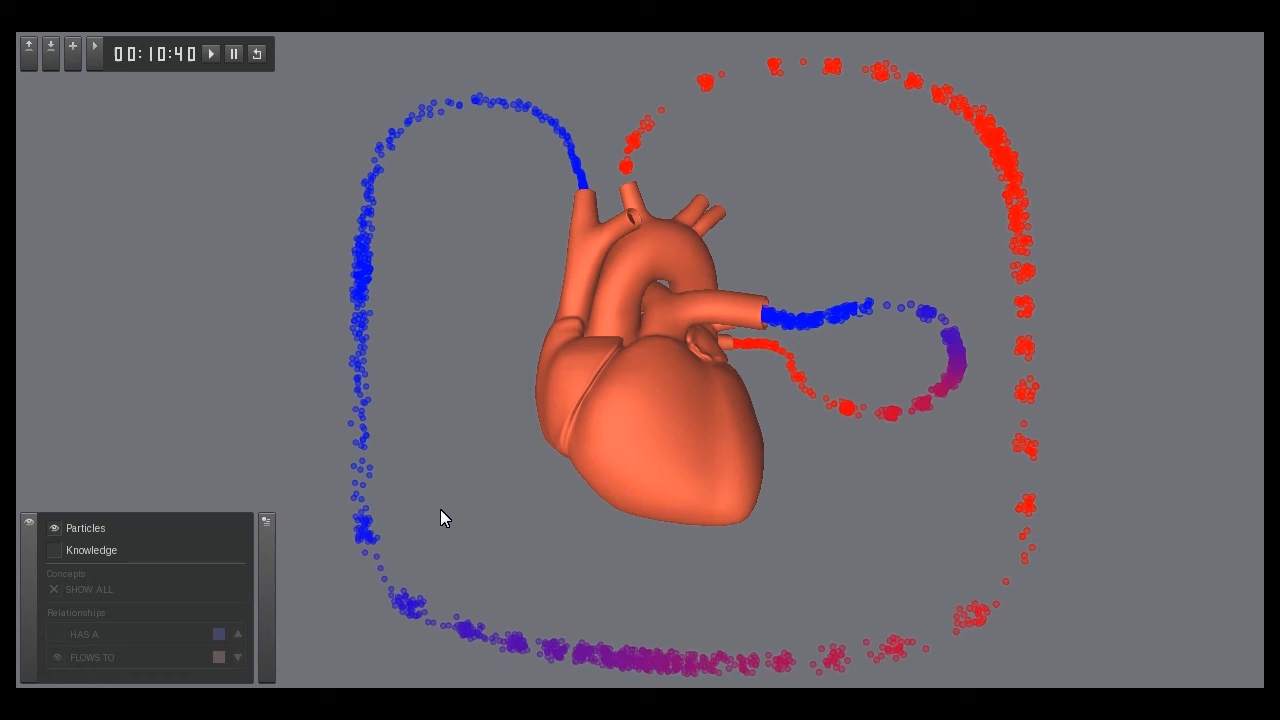 00:10:40
Particles
Knowledge
Concepts
SHOW ALL
Relationships
HAS A
FLOWS TO